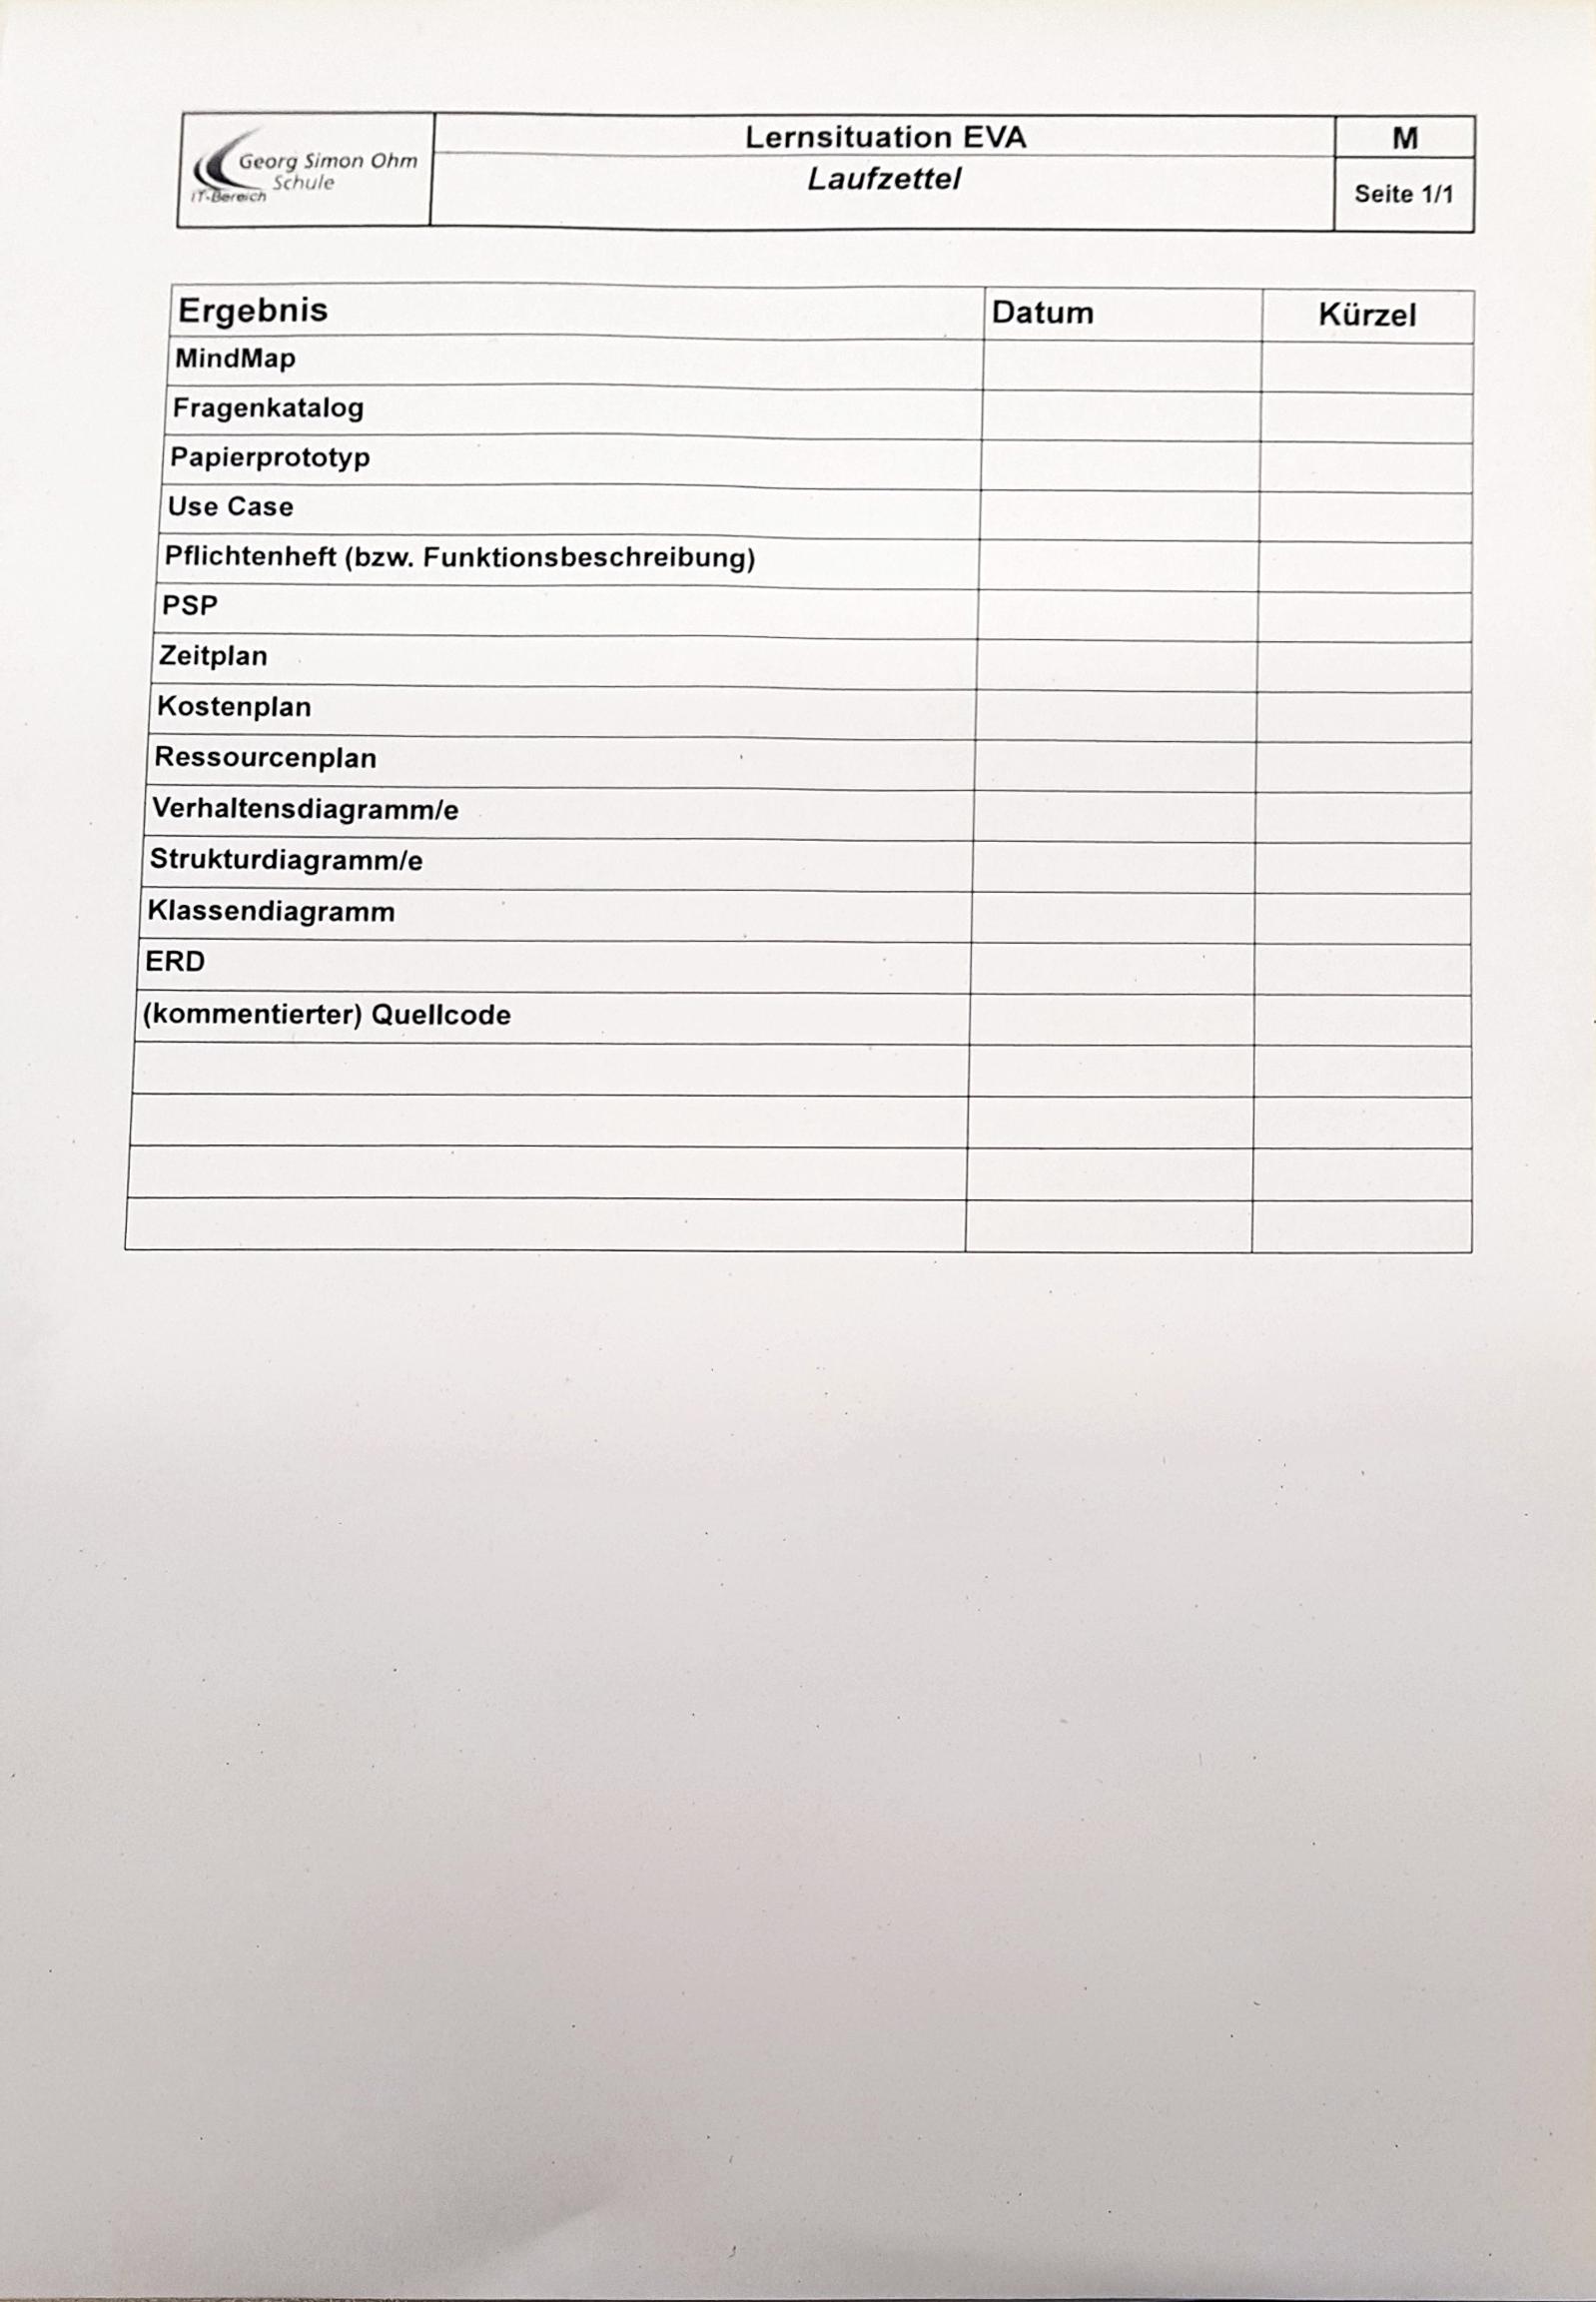 Georg Simon Ohm
Schule
IT-Bereich
Lernsituation EVA
Laufzettel
M
Seite 1/1
Ergebnis Datum Kürzel
MindMap
Fragenkatalog
Papierprototyp
Use Case
Pflichtenheft (bzw. Funktionsbeschreibung)
PSP
Zeitplan
Kostenplan
Ressourcenplan
Verhaltensdiagramm/e
Strukturdiagramm/e
Klassendiagramm
ERD
(kommentierter) Quellcode